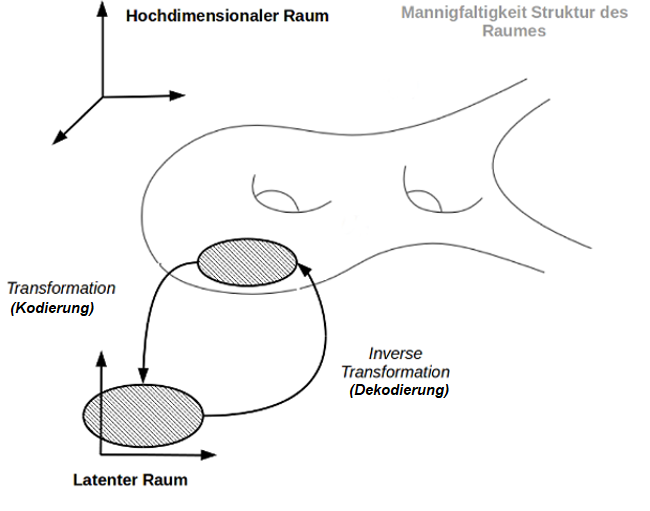 Hochdimensionaler Raum
Mannigfaltigkeit Struktur des
Raumes
Transformation
(Kodierung)
Inverse
Transformation
(Dekodierung)
Latenter Raum